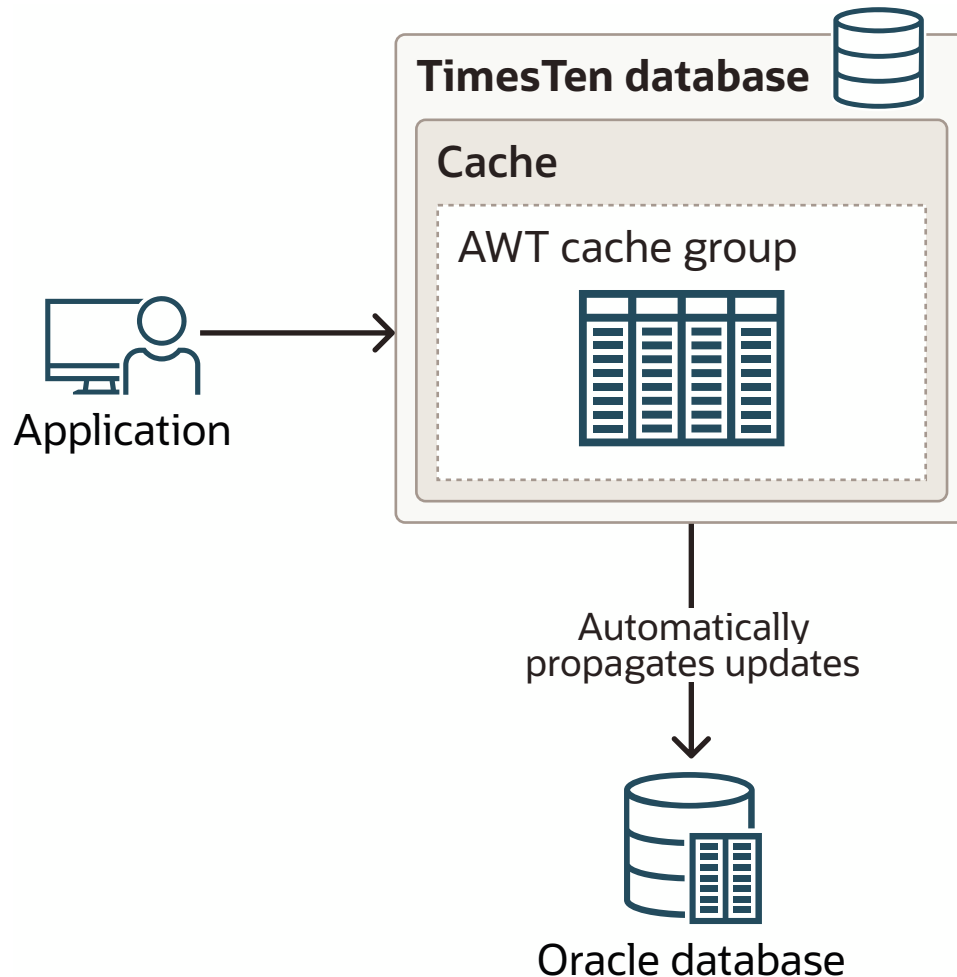 TimesTen database
Cache
AWT cache group
Application
Automatically
propagates updates
Oracle database